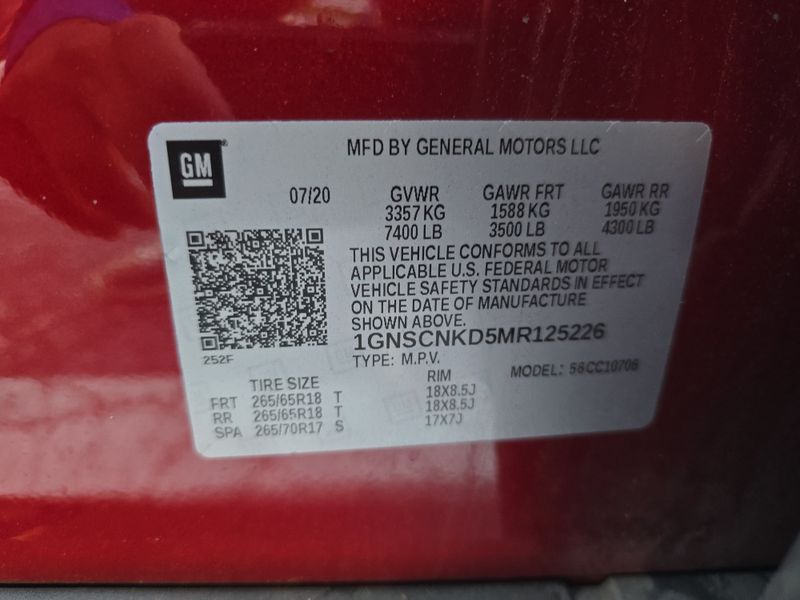 GM
MFD BY GENERAL MOTORS LLC
07/20 GVWR GAWR FRT GAWR RR
3357 KG 1588 KG 1950 KG
7400 LB 3500 LB 4300 LB
THIS VEHICLE CONFORMS TO ALL
APPLICABLE U.S. FEDERAL MOTOR
VEHICLE SAFETY STANDARDS IN EFFECT
ON THE DATE OF MANUFACTURE
SHOWN ABOVE.
1GNSCNKD5MR125226
252F
TYPE: M.P.V.
MODEL: 58CC10706
TIRE SIZE RIM
FRT 265/65R18 T 18X8.5J
RR 265/65R18 T 18X8.5J
SPA 265/70R17 S 17X7J